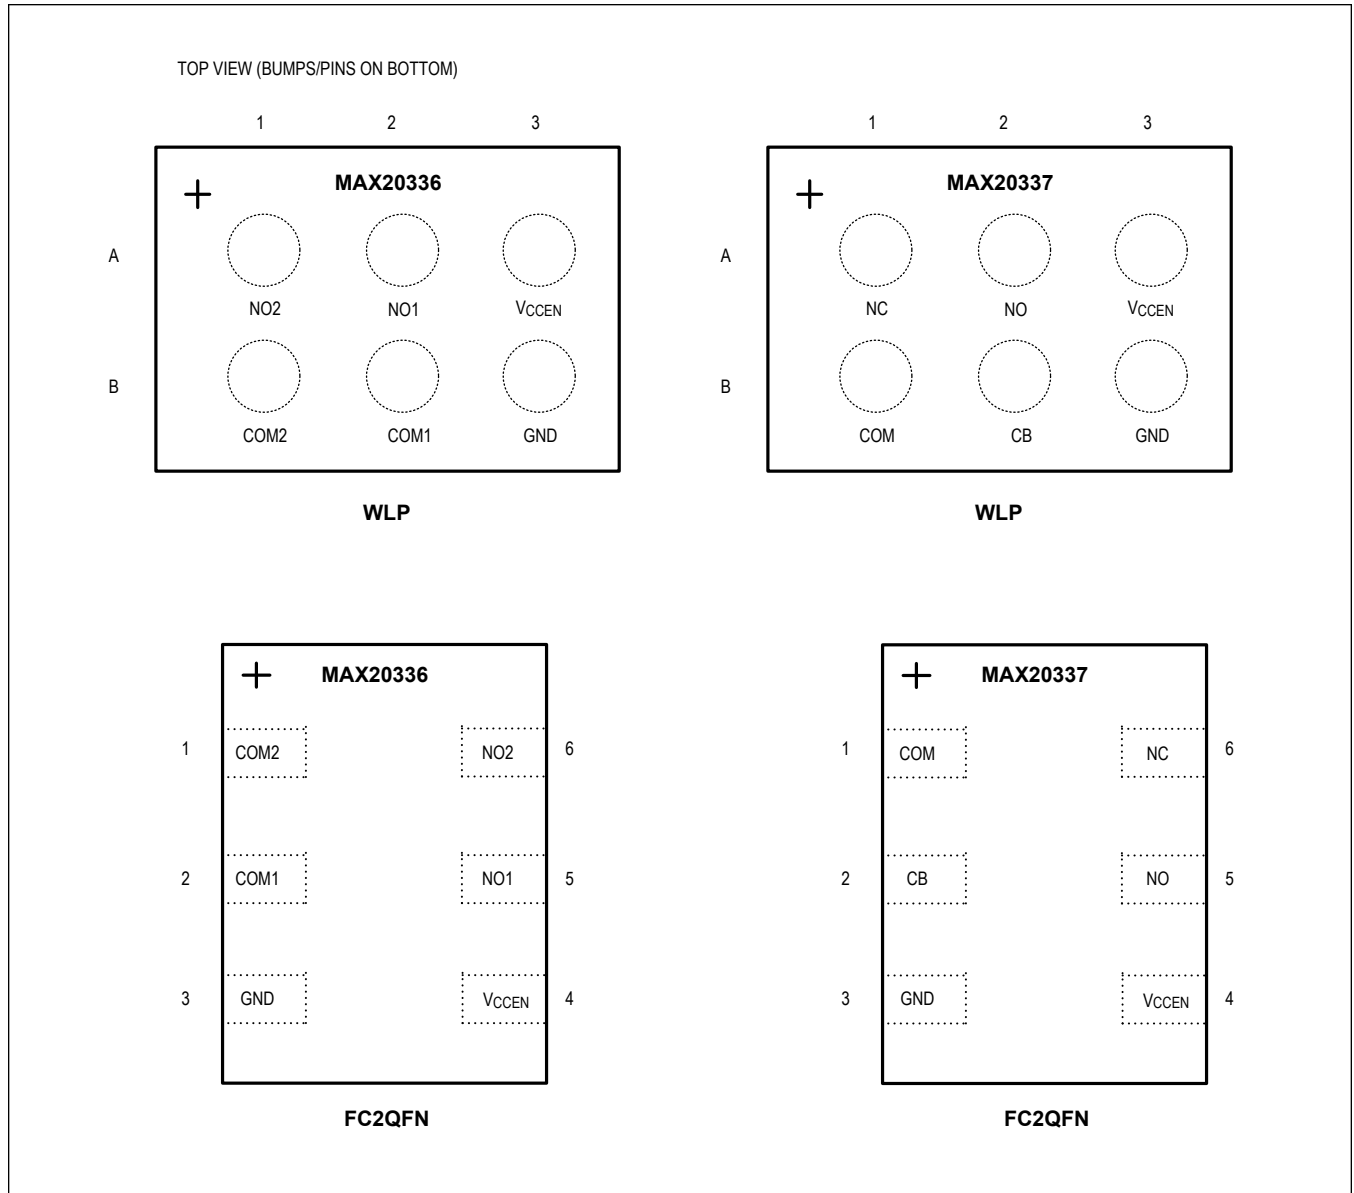 TOP VIEW (BUMPS/PINS ON BOTTOM)
1 2 3
MAX20336
A
NO2 NO1 VCCEN
B
COM2 COM1 GND
WLP
1 2 3
MAX20337
A
NC NO VCCEN
B
COM CB GND
WLP
MAX20336
1 COM2 NO2 6
2 COM1 NO1 5
3 GND VCCEN 4
FC2QFN
MAX20337
1 COM NC 6
2 CB NO 5
3 GND VCCEN 4
FC2QFN